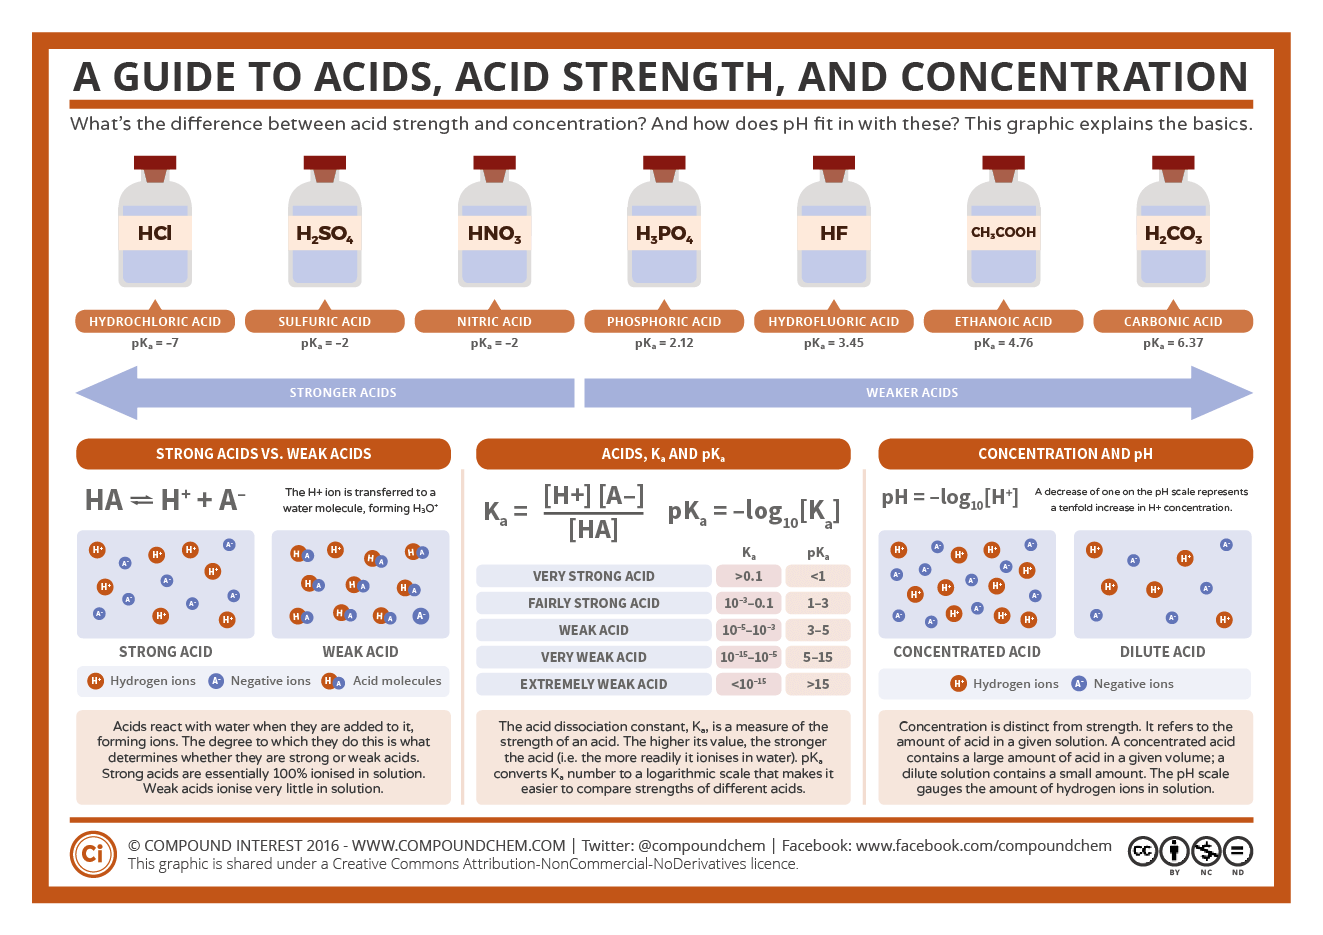 A GUIDE TO ACIDS, ACID STRENGTH, AND CONCENTRATION
What's the difference between acid strength and concentration? And how does pH fit in with these? This graphic explains the basics.
HCl
H₂SO₄
HNO₃
H₃PO₄
HF
CH₃COOH
H₂CO₃
HYDROCHLORIC ACID
SULFURIC ACID
NITRIC ACID
PHOSPHORIC ACID
HYDROFLUORIC ACID
ETHANOIC ACID
CARBONIC ACID
pKₐ = –7
pKₐ = –2
pKₐ = –2
pKₐ = 2.12
pKₐ = 3.45
pKₐ = 4.76
pKₐ = 6.37
STRONGER ACIDS
WEAKER ACIDS
STRONG ACIDS VS. WEAK ACIDS
HA ⇌ H⁺ + A⁻
The H+ ion is transferred to a
water molecule, forming H₃O⁺
H⁺ H⁺ H⁺ A⁻
A⁻ H⁺
H⁺ A⁻
A⁻ A⁻ A⁻
A⁻ H⁺ H⁺
H A H⁺ H A H A
H A H A H A
H A H A H A A⁻
STRONG ACID
WEAK ACID
H⁺ Hydrogen ions A⁻ Negative ions H A Acid molecules
Acids react with water when they are added to it,
forming ions. The degree to which they do this is what
determines whether they are strong or weak acids.
Strong acids are essentially 100% ionised in solution.
Weak acids ionise very little in solution.
ACIDS, Kₐ AND pKₐ
Kₐ = [H+] [A–] / [HA]
pKₐ = –log₁₀[Kₐ]
Kₐ pKₐ
VERY STRONG ACID >0.1 <1
FAIRLY STRONG ACID 10⁻³–0.1 1–3
WEAK ACID 10⁻⁵–10⁻³ 3–5
VERY WEAK ACID 10⁻¹⁵–10⁻⁵ 5–15
EXTREMELY WEAK ACID <10⁻¹⁵ >15
The acid dissociation constant, Kₐ, is a measure of the
strength of an acid. The higher its value, the stronger
the acid (i.e. the more readily it ionises in water). pKₐ
converts Kₐ number to a logarithmic scale that makes it
easier to compare strengths of different acids.
CONCENTRATION AND pH
pH = –log₁₀[H⁺]
A decrease of one on the pH scale represents
a tenfold increase in H+ concentration.
H⁺ A⁻ H⁺ H⁺ A⁻
A⁻ A⁻ A⁻ H⁺
H⁺ H⁺ A⁻ H⁺ A⁻
A⁻ A⁻ H⁺ A⁻ H⁺ H⁺
H⁺ A⁻ H⁺ A⁻
H⁺ H⁺ A⁻
A⁻ A⁻ H⁺
CONCENTRATED ACID
DILUTE ACID
H⁺ Hydrogen ions A⁻ Negative ions
Concentration is distinct from strength. It refers to the
amount of acid in a given solution. A concentrated acid
contains a large amount of acid in a given volume; a
dilute solution contains a small amount. The pH scale
gauges the amount of hydrogen ions in solution.
Ci
© COMPOUND INTEREST 2016 - WWW.COMPOUNDCHEM.COM | Twitter: @compoundchem | Facebook: www.facebook.com/compoundchem
This graphic is shared under a Creative Commons Attribution-NonCommercial-NoDerivatives licence.
cc
BY NC ND